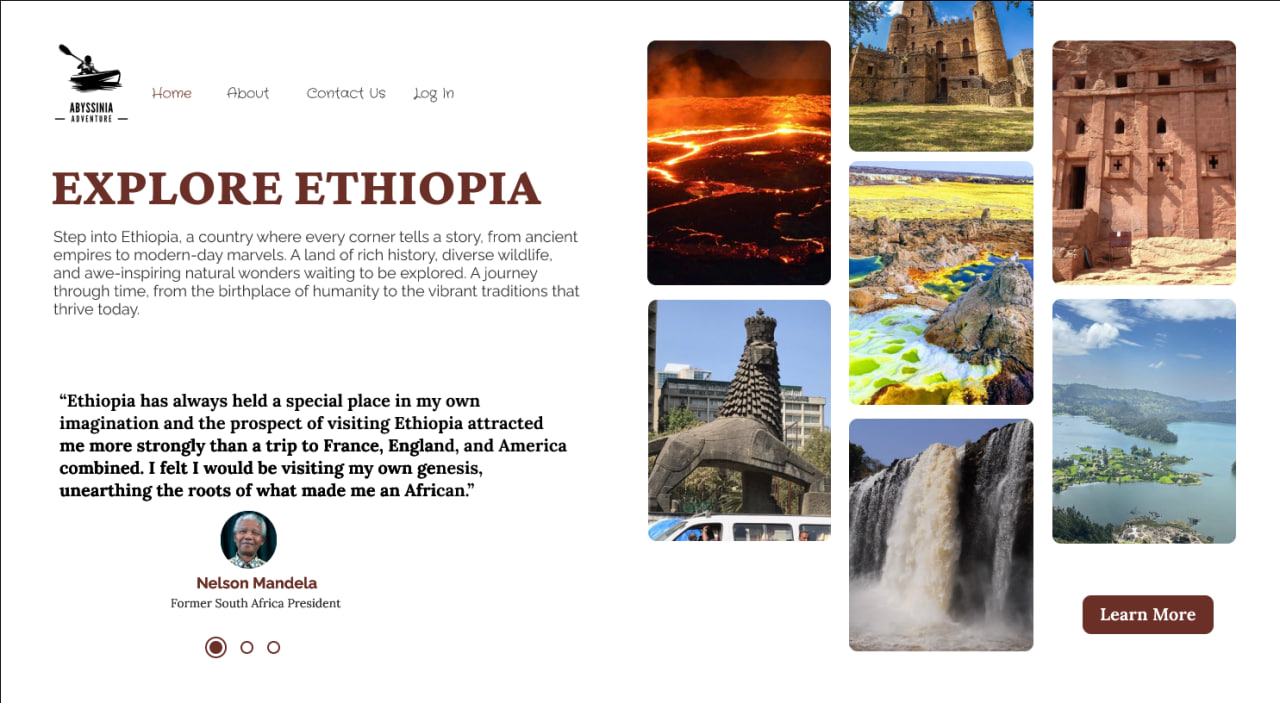 ABYSSINIA
ADVENTURE
Home About Contact Us Log In
EXPLORE ETHIOPIA
Step into Ethiopia, a country where every corner tells a story, from ancient
empires to modern-day marvels. A land of rich history, diverse wildlife,
and awe-inspiring natural wonders waiting to be explored. A journey
through time, from the birthplace of humanity to the vibrant traditions that
thrive today.
“Ethiopia has always held a special place in my own
imagination and the prospect of visiting Ethiopia attracted
me more strongly than a trip to France, England, and America
combined. I felt I would be visiting my own genesis,
unearthing the roots of what made me an African.”
Nelson Mandela
Former South Africa President
Learn More